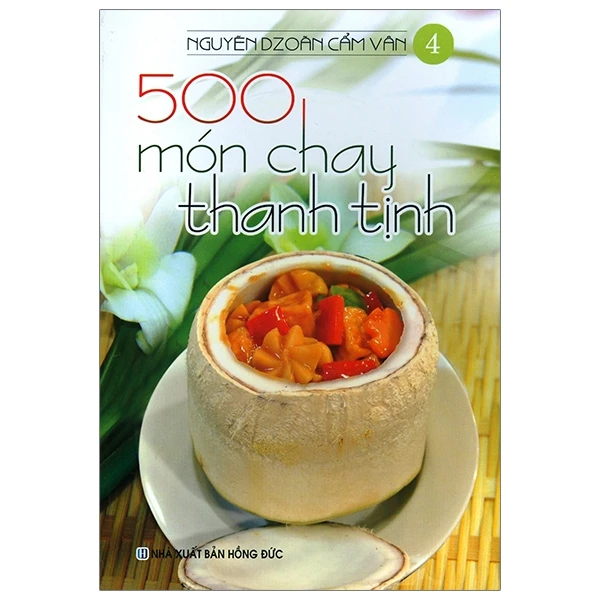 NGUYỄN DZOÃN CẨM VÂN 4
500
món chay
thanh tịnh
NHÀ XUẤT BẢN HỒNG ĐỨC